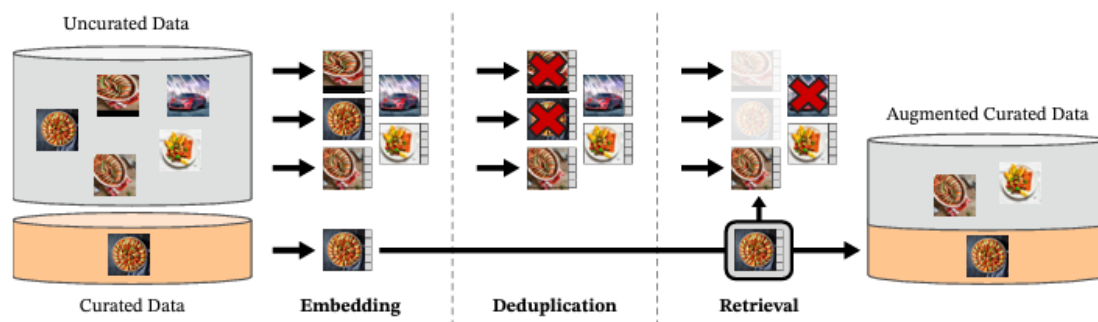 Uncurated Data
Augmented Curated Data
Curated Data
Embedding
Deduplication
Retrieval